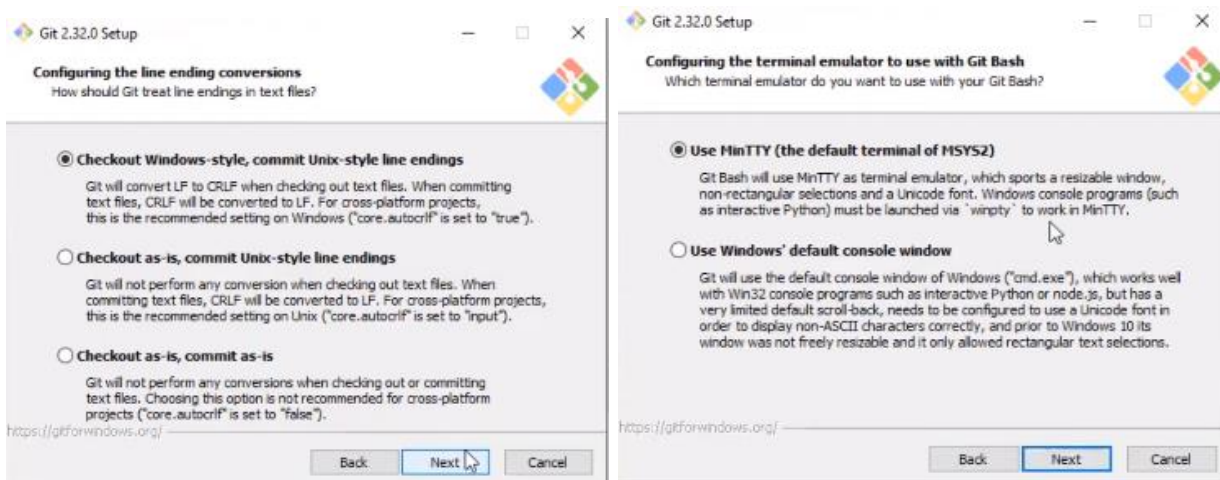 Git 2.32.0 Setup
Configuring the line ending conversions
How should Git treat line endings in text files?
Checkout Windows-style, commit Unix-style line endings
Git will convert LF to CRLF when checking out text files. When committing
text files, CRLF will be converted to LF. For cross-platform projects,
this is the recommended setting on Windows ("core.autocrlf" is set to "true").
Checkout as-is, commit Unix-style line endings
Git will not perform any conversion when checking out text files. When
committing text files, CRLF will be converted to LF. For cross-platform projects,
this is the recommended setting on Unix ("core.autocrlf" is set to "input").
Checkout as-is, commit as-is
Git will not perform any conversions when checking out or committing
text files. Choosing this option is not recommended for cross-platform
projects ("core.autocrlf" is set to "false").
https://gitforwindows.org/
Back
Next
Cancel
Git 2.32.0 Setup
Configuring the terminal emulator to use with Git Bash
Which terminal emulator do you want to use with your Git Bash?
Use MinTTY (the default terminal of MSYS2)
Git Bash will use MinTTY as terminal emulator, which sports a resizable window,
non-rectangular selections and a Unicode font. Windows console programs (such
as interactive Python) must be launched via `winpty` to work in MinTTY.
Use Windows' default console window
Git will use the default console window of Windows ("cmd.exe"), which works well
with Win32 console programs such as interactive Python or node.js, but has a
very limited default scroll-back, needs to be configured to use a Unicode font in
order to display non-ASCII characters correctly, and prior to Windows 10 its
window was not freely resizable and it only allowed rectangular text selections.
https://gitforwindows.org/
Back
Next
Cancel